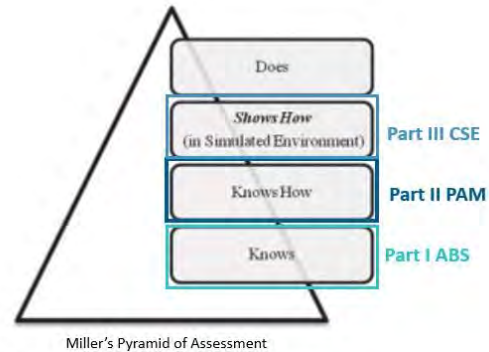 Does
Shows How
(in Simulated Environment)
Part III CSE
Knows How
Part II PAM
Knows
Part I ABS
Miller's Pyramid of Assessment